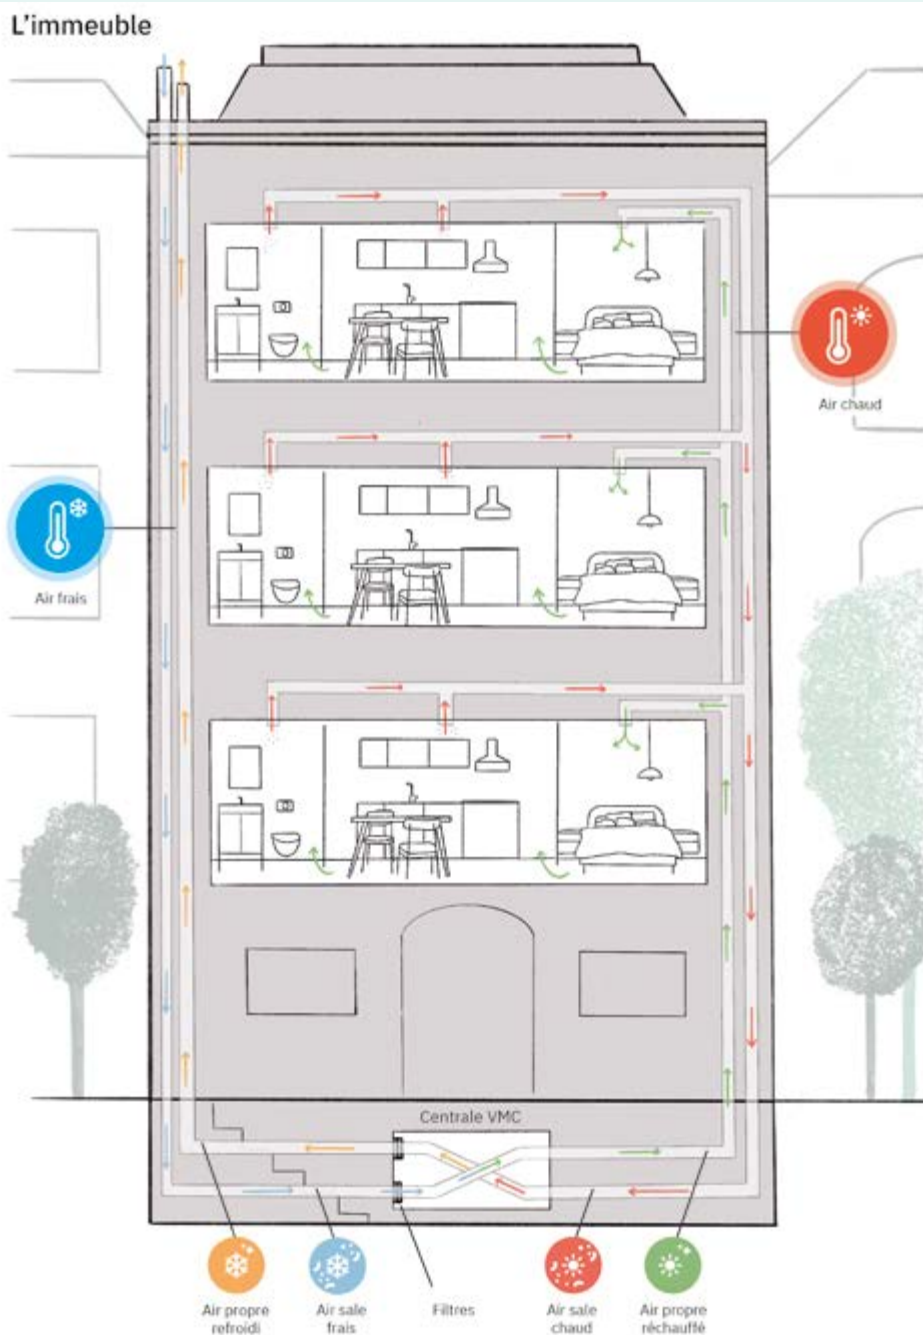 L'immeuble
Air chaud
Air frais
Centrale VMC
Air propre
refroidi
Air sale
frais
Filtres
Air sale
chaud
Air propre
réchauffé